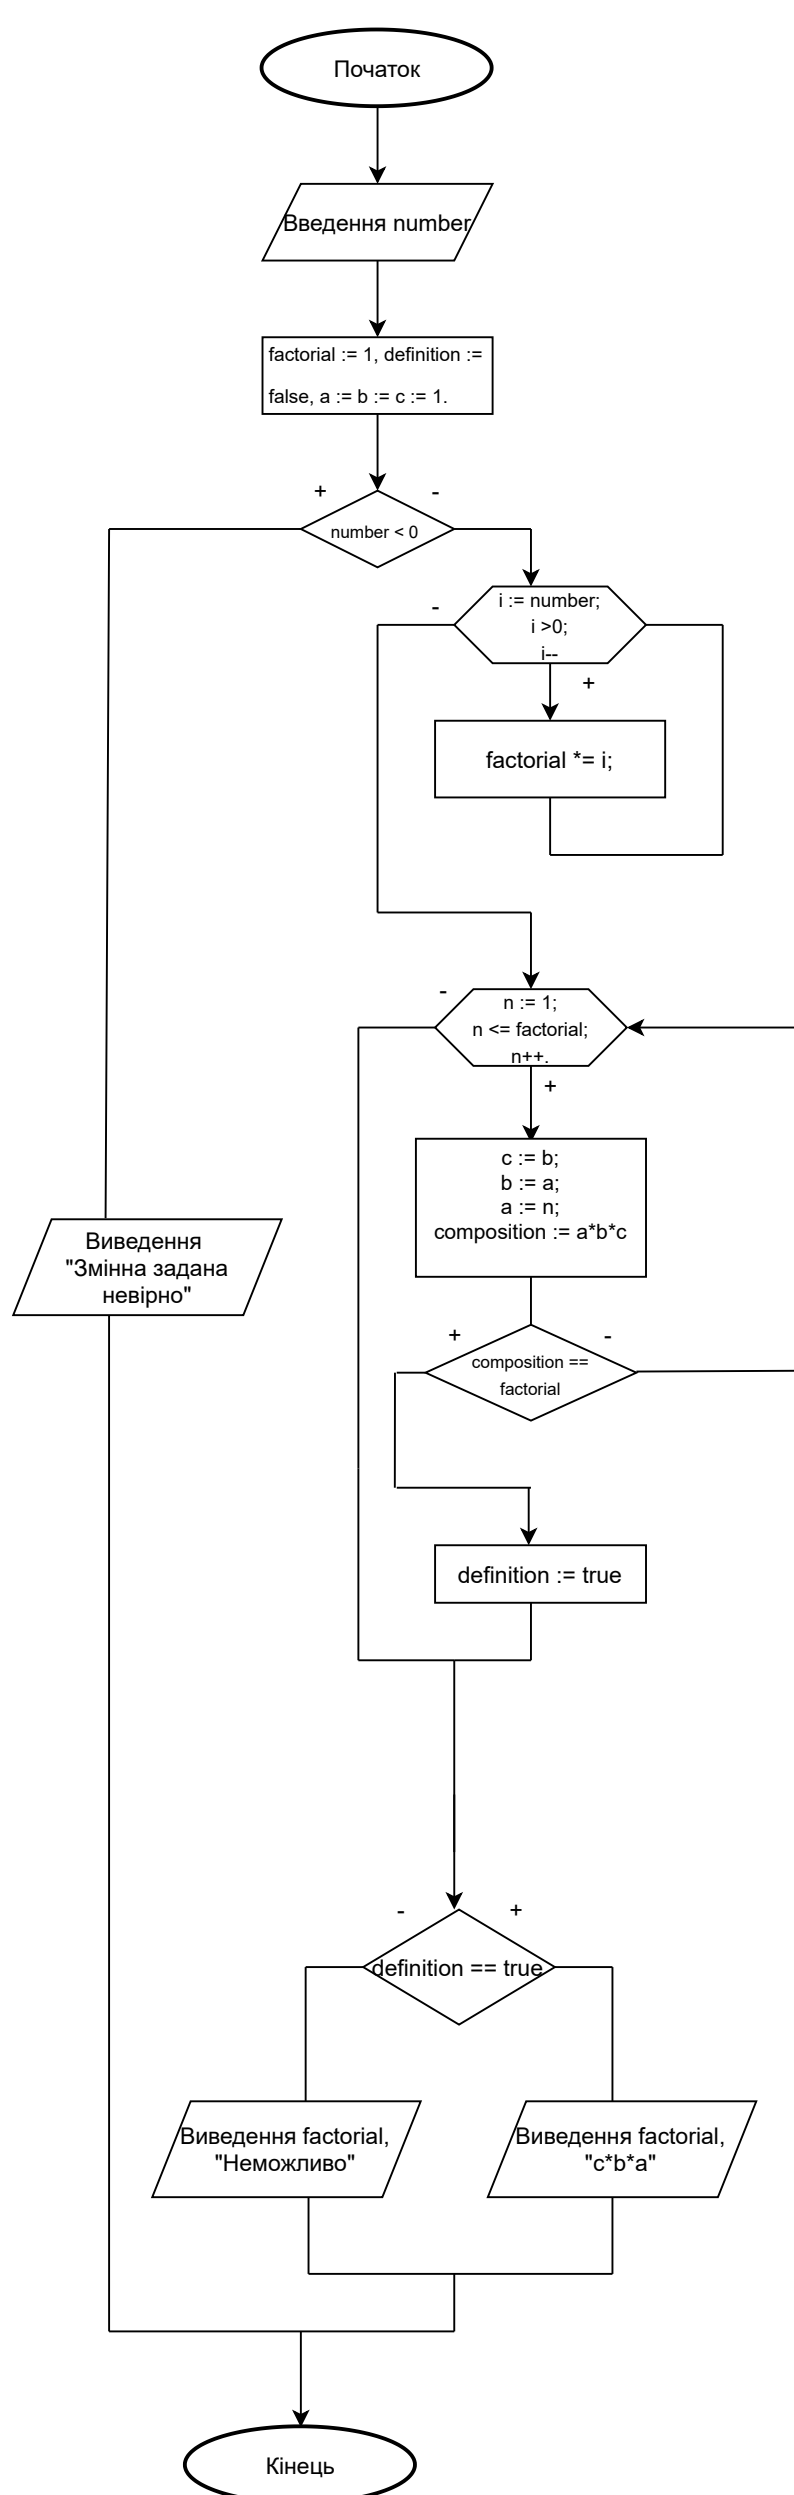 Початок
Введення number
factorial := 1, definition :=
false, a := b := c := 1.
+
-
number < 0
-
i := number;
i >0;
i--
+
factorial *= i;
-
n := 1;
n <= factorial;
n++.
+
c := b;
b := a;
a := n;
composition := a*b*c
Виведення
"Змінна задана
невірно"
+
-
composition ==
factorial
definition := true
-
+
definition == true
Виведення factorial,
"Неможливо"
Виведення factorial,
"c*b*a"
Кінець